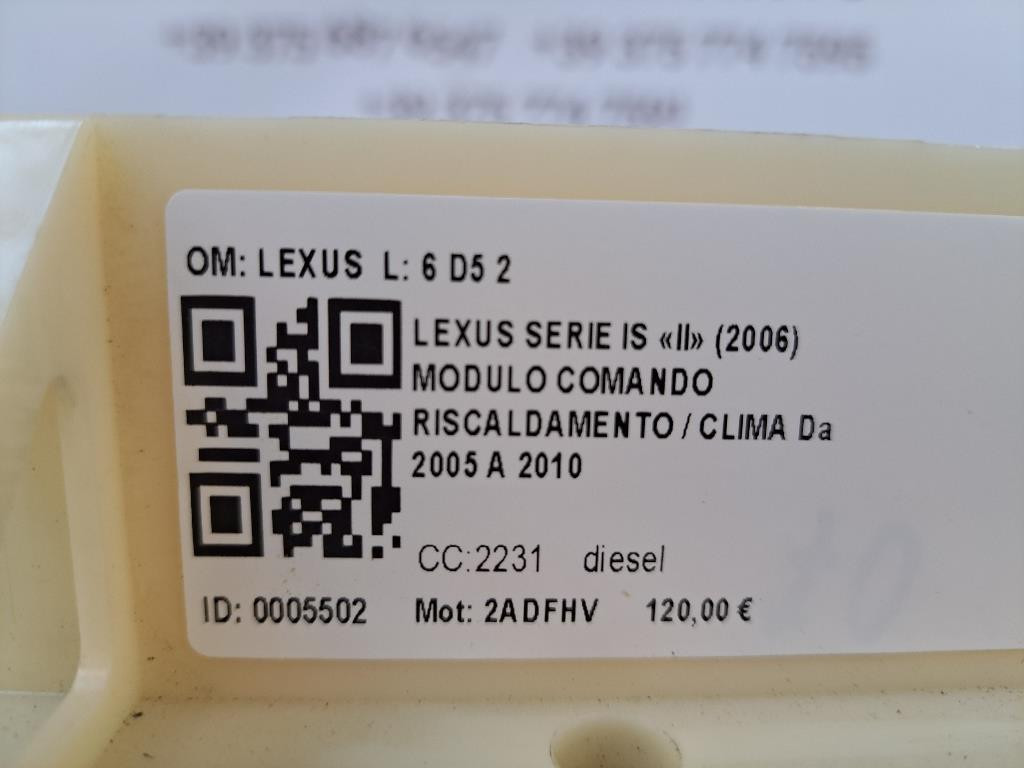 OM: LEXUS L: 6 D5 2
LEXUS SERIE IS «II» (2006)
MODULO COMANDO
RISCALDAMENTO / CLIMA Da
2005 A 2010
CC:2231 diesel
ID: 0005502 Mot: 2ADFHV 120,00 €